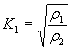 K₁ = √(ρ₁/ρ₂)